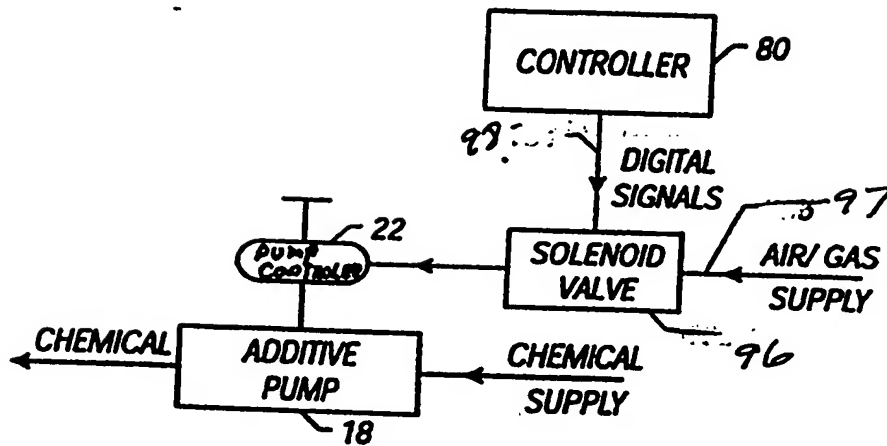 CONTROLLER
80
98
DIGITAL
SIGNALS
97
22
PUMP
SOLENOID
VALVE
AIR/ GAS
SUPPLY
96
CHEMICAL
ADDITIVE
PUMP
CHEMICAL
SUPPLY
18